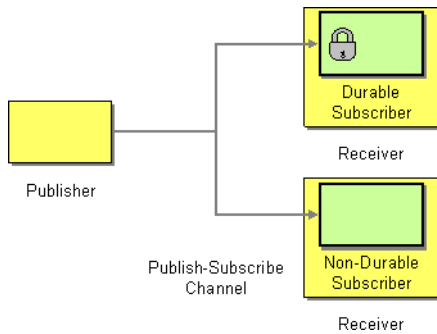 Durable
Subscriber
Receiver
Publisher
Publish-Subscribe
Channel
Non-Durable
Subscriber
Receiver